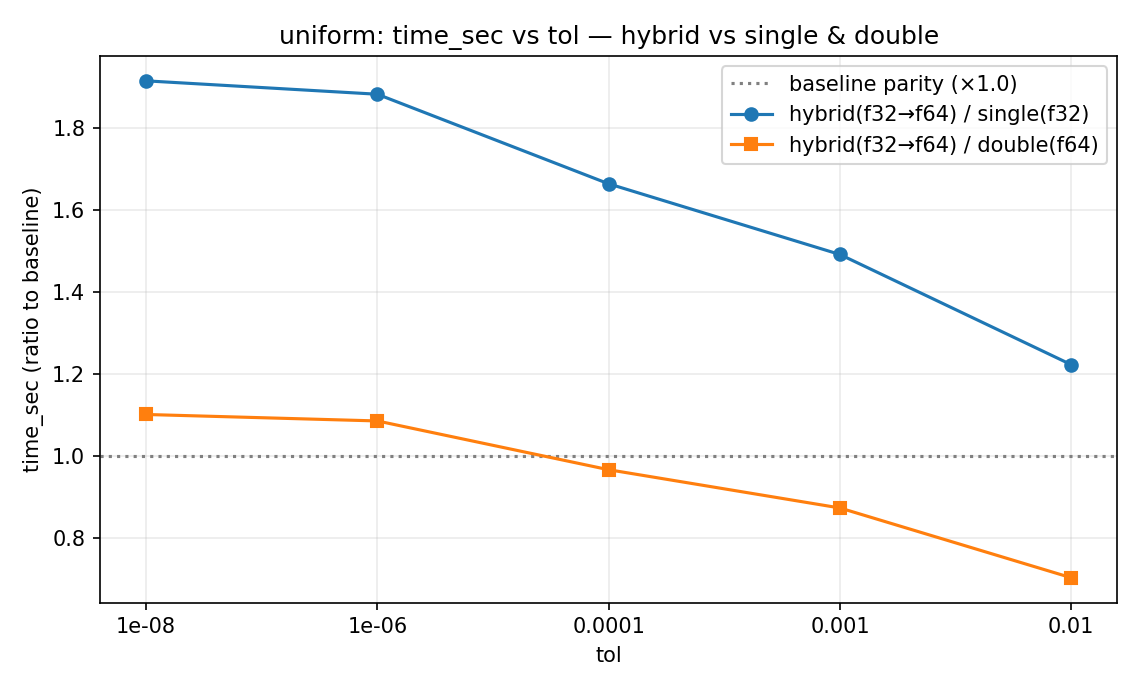 uniform: time_sec vs tol — hybrid vs single & double
baseline parity (×1.0)
hybrid(f32→f64) / single(f32)
hybrid(f32→f64) / double(f64)
time_sec (ratio to baseline)
1.8
1.6
1.4
1.2
1.0
0.8
1e-08 1e-06 0.0001 0.001 0.01
tol